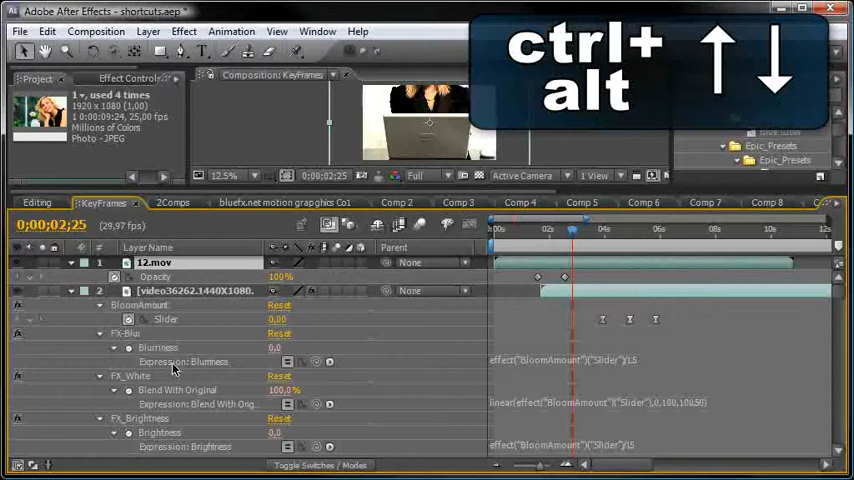 Adobe After Effects - shortcuts.aep *
File Edit Composition Layer Effect Animation View Window Help
ctrl+
alt
Project Effect Controls
Composition: KeyFrames
1 , used 4 times
1920 x 1080 (1,00)
Δ 0:00:09:24, 25,00 fps
Millions of Colors
Photo - JPEG
Epic_Presets
Epic_Presets
12.5% 0;00;02;25 Full Active Camera 1 View
Editing KeyFrames 2Comps bluefx.net motion grapghics Co1 Comp 2 Comp 3 Comp 4 Comp 5 Comp 6 Comp 7 Comp 8
0;00;02;25 (29,97 fps)
# Layer Name Parent
02s 04s 06s 08s 10s 12s
1 12.mov None
Opacity 100%
2 [video36262.1440X1080. None
BloomAmount Reset
Slider 0,00
FX-Blur Reset
Blurriness 0,0
Expression: Blurriness effect("BloomAmount")("Slider")/15
FX_White Reset
Blend With Original 100,0%
Expression: Blend With Orig... linear(effect("BloomAmount")("Slider"),0,100,100,50)
FX_Brightness Reset
Brightness 0,0
Expression: Brightness effect("BloomAmount")("Slider")/15
Toggle Switches / Modes